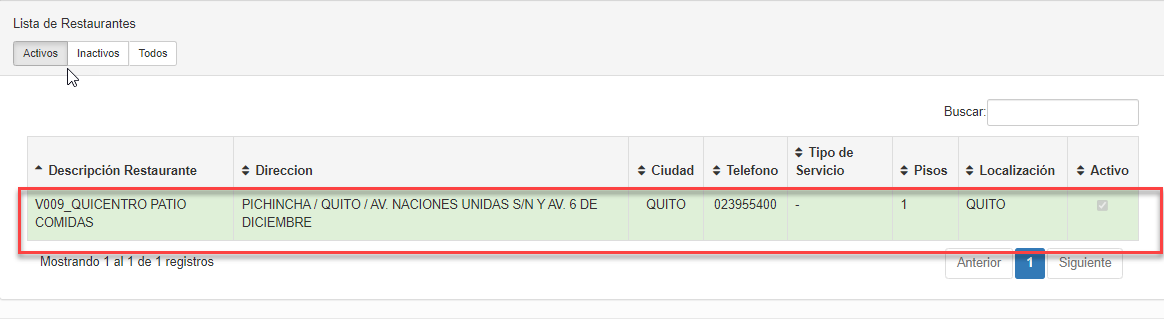 Lista de Restaurantes
Activos Inactivos Todos
Buscar:
Descripción Restaurante Direccion Ciudad Telefono Tipo de Servicio Pisos Localización Activo
V009_QUICENTRO PATIO COMIDAS PICHINCHA / QUITO / AV. NACIONES UNIDAS S/N Y AV. 6 DE DICIEMBRE QUITO 023955400 - 1 QUITO
Mostrando 1 al 1 de 1 registros
Anterior 1 Siguiente